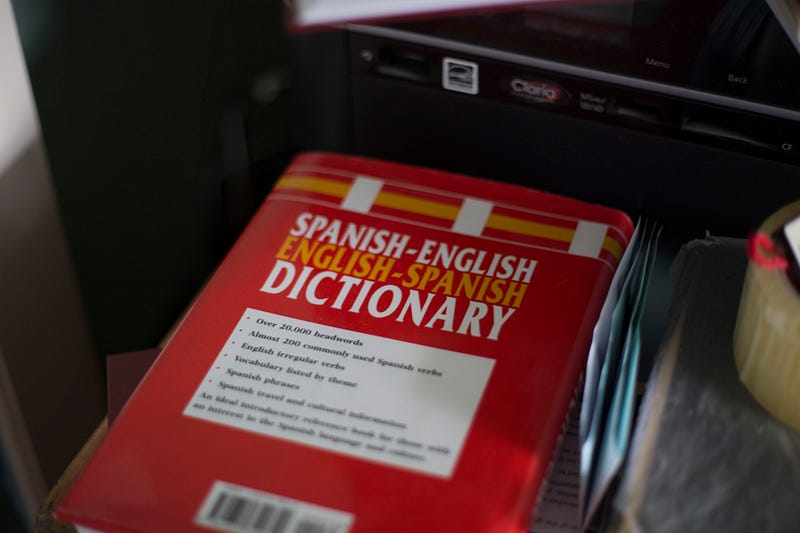 Menu
Back
Claria
CF
SPANISH-ENGLISH
ENGLISH-SPANISH
DICTIONARY
• Over 20,000 headwords
• Almost 200 commonly used Spanish verbs
• English irregular verbs
• Vocabulary listed by theme
• Spanish phrases
• Spanish travel and cultural information
An ideal introductory reference book for those with
an interest in the Spanish language and culture.